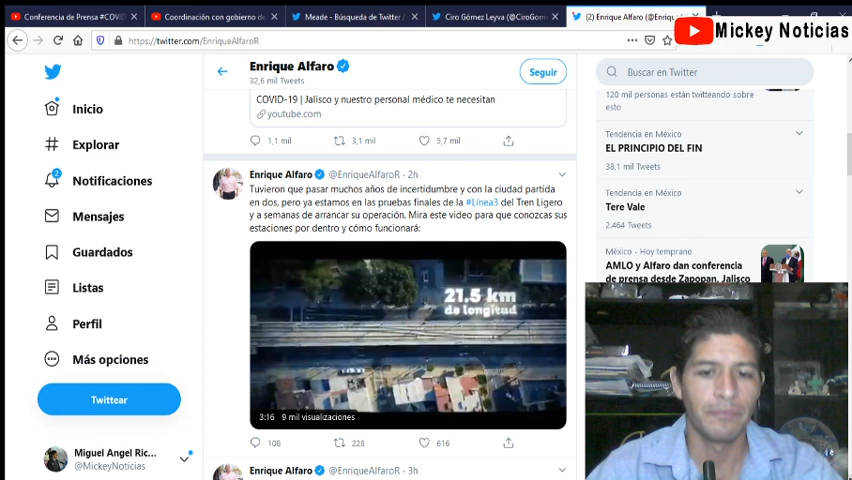 Conferencia de Prensa #COVI
Coordinación con gobierno de
Meade - Búsqueda de Twitter /
Ciro Gómez Leyva (@CiroGome
(2) Enrique Alfaro (@Enriqu
Mickey Noticias
https://twitter.com/EnriqueAlfaroR
Enrique Alfaro
32,6 mil Tweets
Seguir
Buscar en Twitter
Inicio
Explorar
Notificaciones
2
Mensajes
Guardados
Listas
Perfil
Más opciones
Twittear
Miguel Angel Ric...
@MickeyNoticias
COVID-19 | Jalisco y nuestro personal médico te necesitan
youtube.com
1,1 mil 3,1 mil 5,7 mil
Enrique Alfaro @EnriqueAlfaroR · 2h
Tuvieron que pasar muchos años de incertidumbre y con la ciudad partida
en dos, pero ya estamos en las pruebas finales de la #Línea3 del Tren Ligero
y a semanas de arrancar su operación. Mira este video para que conozcas sus
estaciones por dentro y cómo funcionará:
21.5 km
de longitud
3:16 9 mil visualizaciones
108 228 616
Enrique Alfaro @EnriqueAlfaroR · 3h
120 mil personas están twitteando sobre
esto
Tendencia en México
EL PRINCIPIO DEL FIN
38,1 mil Tweets
Tendencia en México
Tere Vale
2.464 Tweets
México · Hoy temprano
AMLO y Alfaro dan conferencia
de prensa desde Zapopan, Jalisco